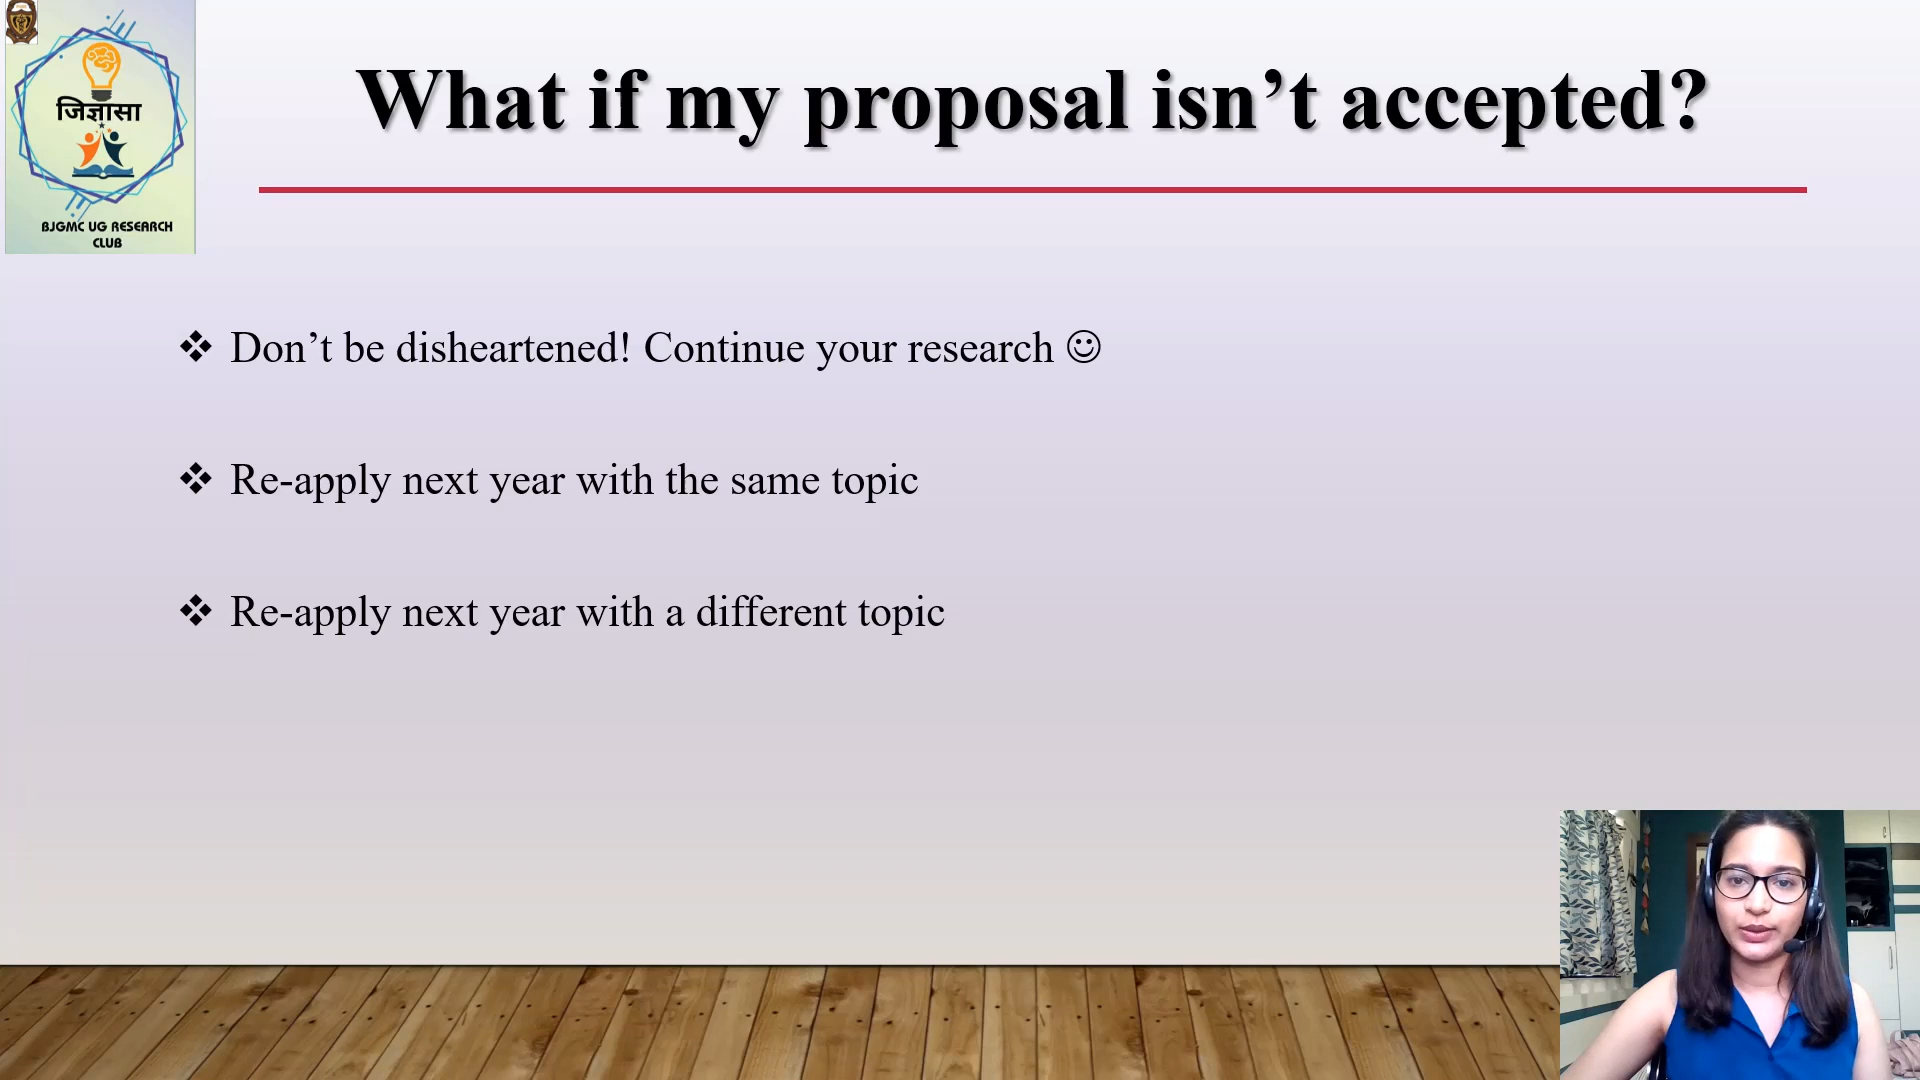 जिज्ञासा
BJGMC UG RESEARCH
CLUB
What if my proposal isn’t accepted?
❖ Don’t be disheartened! Continue your research ☺
❖ Re-apply next year with the same topic
❖ Re-apply next year with a different topic